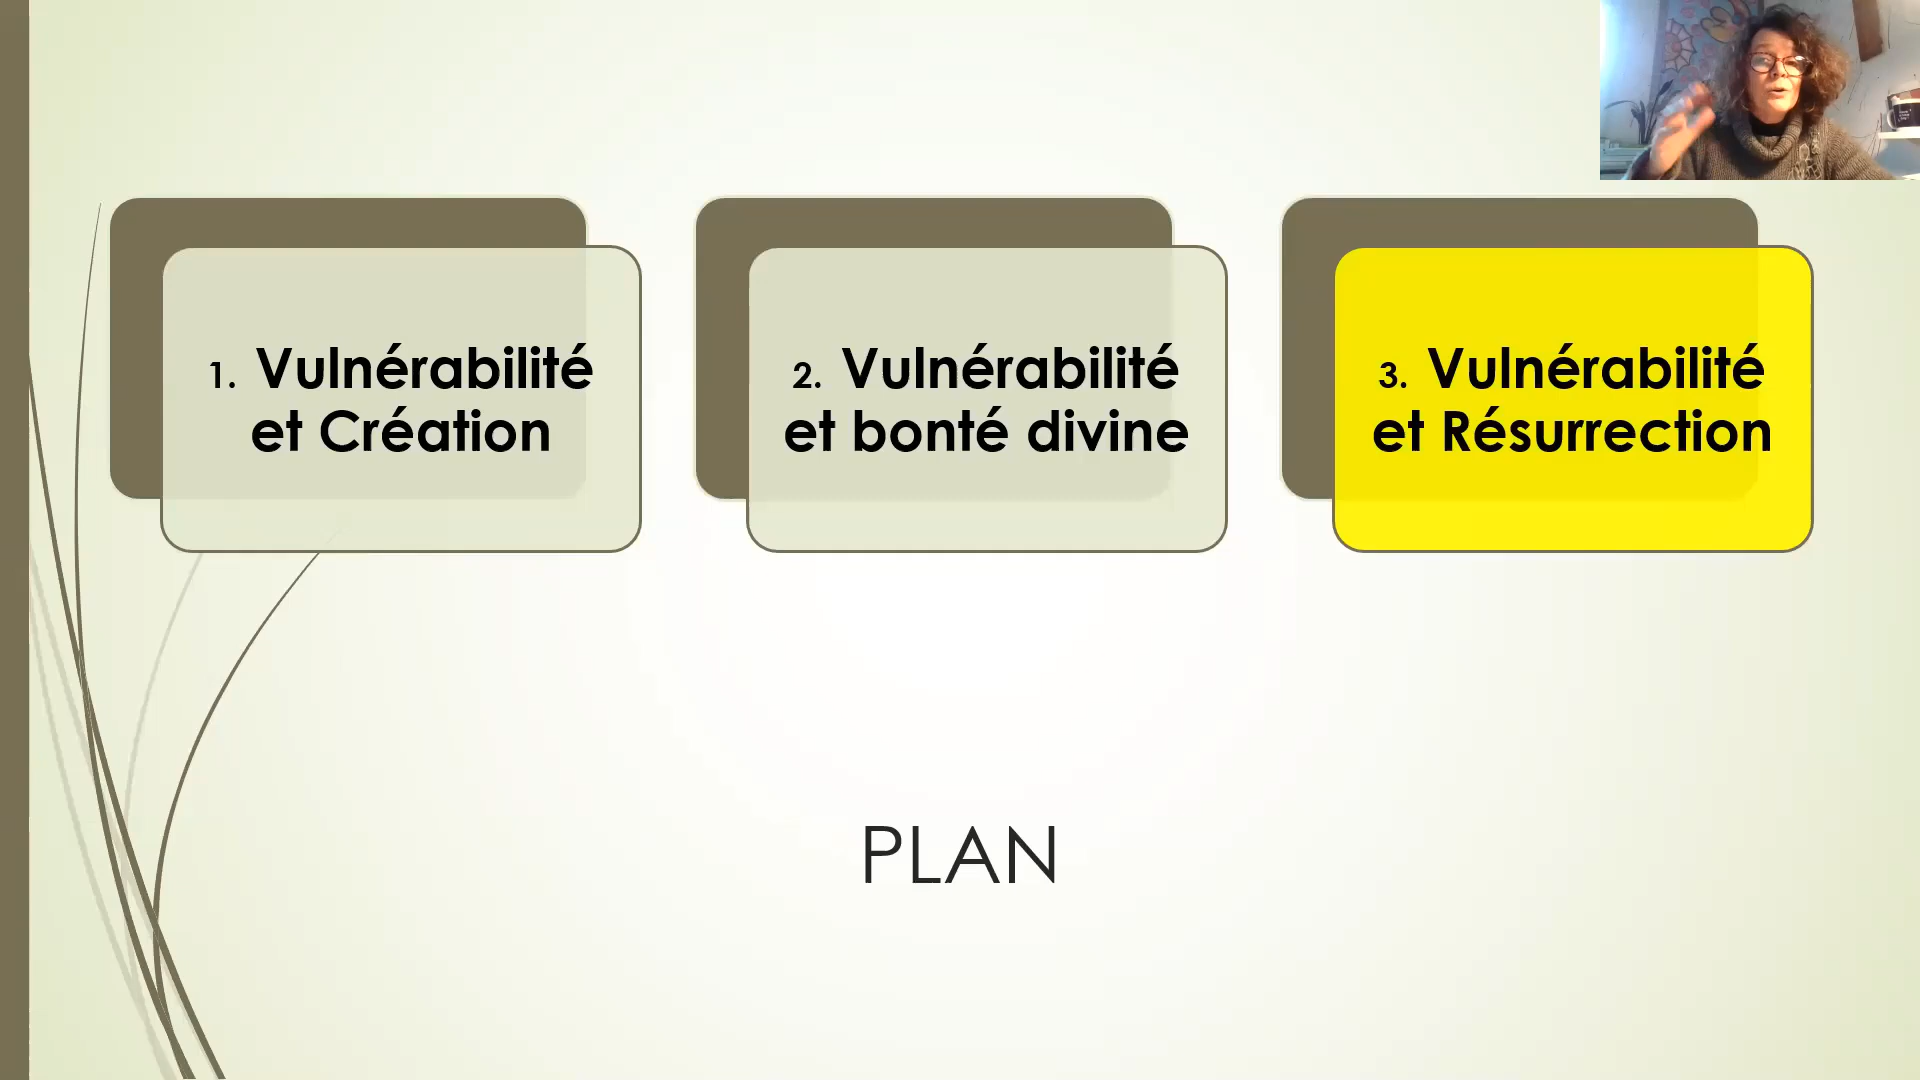 1. Vulnérabilité
et Création
2. Vulnérabilité
et bonté divine
3. Vulnérabilité
et Résurrection
PLAN